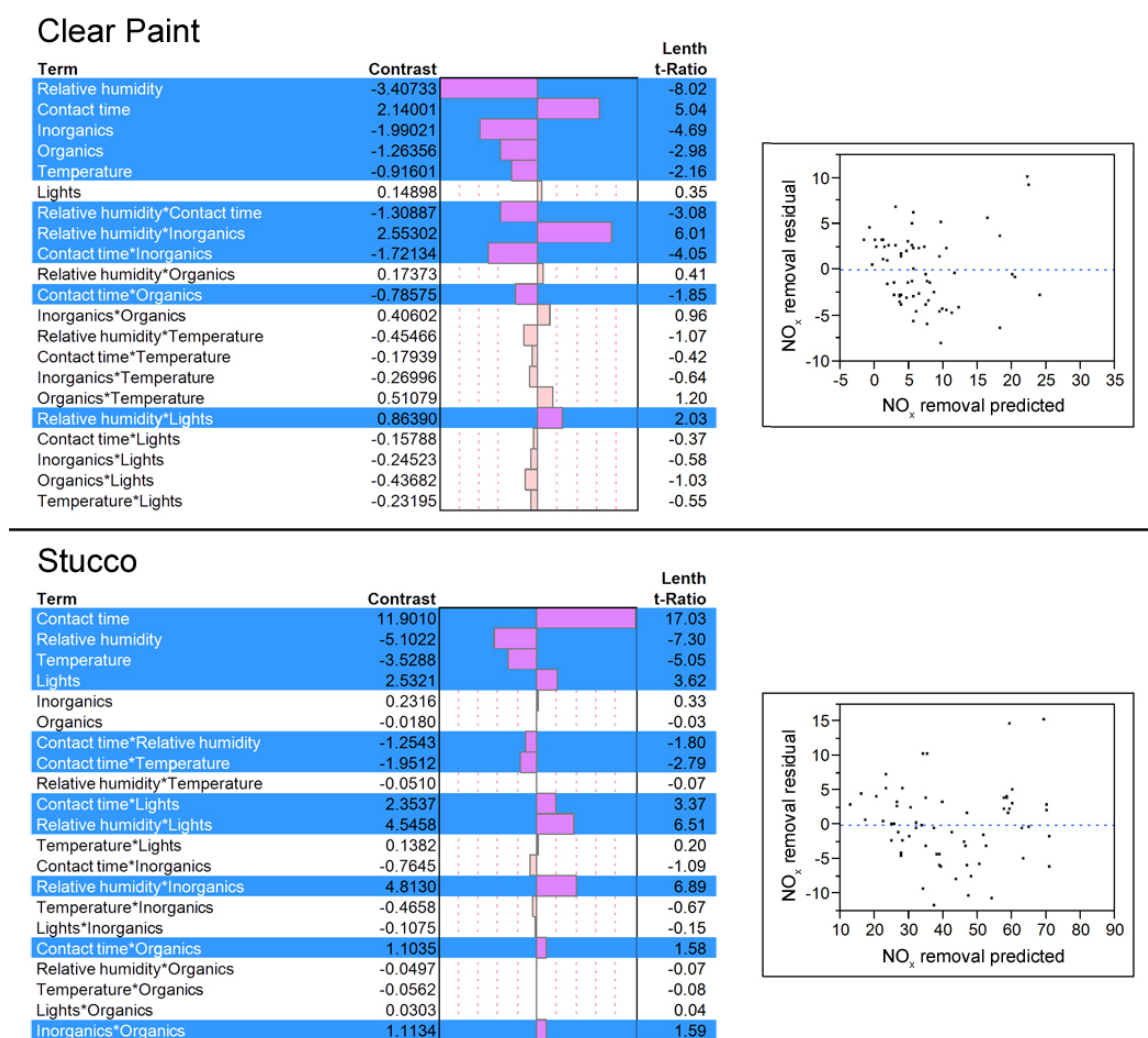 Clear Paint
Lenth
Term Contrast t-Ratio
Relative humidity -3.40733 -8.02
Contact time 2.14001 5.04
Inorganics -1.99021 -4.69
Organics -1.26356 -2.98
Temperature -0.91601 -2.16
Lights 0.14898 0.35
Relative humidity*Contact time -1.30887 -3.08
Relative humidity*Inorganics 2.55302 6.01
Contact time*Inorganics -1.72134 -4.05
Relative humidity*Organics 0.17373 0.41
Contact time*Organics -0.78575 -1.85
Inorganics*Organics 0.40602 0.96
Relative humidity*Temperature -0.45466 -1.07
Contact time*Temperature -0.17939 -0.42
Inorganics*Temperature -0.26996 -0.64
Organics*Temperature 0.51079 1.20
Relative humidity*Lights 0.86390 2.03
Contact time*Lights -0.15788 -0.37
Inorganics*Lights -0.24523 -0.58
Organics*Lights -0.43682 -1.03
Temperature*Lights -0.23195 -0.55
NOx removal residual
10
5
0
-5
-10
-5 0 5 10 15 20 25 30 35
NOx removal predicted
Stucco
Lenth
Term Contrast t-Ratio
Contact time 11.9010 17.03
Relative humidity -5.1022 -7.30
Temperature -3.5288 -5.05
Lights 2.5321 3.62
Inorganics 0.2316 0.33
Organics -0.0180 -0.03
Contact time*Relative humidity -1.2543 -1.80
Contact time*Temperature -1.9512 -2.79
Relative humidity*Temperature -0.0510 -0.07
Contact time*Lights 2.3537 3.37
Relative humidity*Lights 4.5458 6.51
Temperature*Lights 0.1382 0.20
Contact time*Inorganics -0.7645 -1.09
Relative humidity*Inorganics 4.8130 6.89
Temperature*Inorganics -0.4658 -0.67
Lights*Inorganics -0.1075 -0.15
Contact time*Organics 1.1035 1.58
Relative humidity*Organics -0.0497 -0.07
Temperature*Organics -0.0562 -0.08
Lights*Organics 0.0303 0.04
Inorganics*Organics 1.1134 1.59
NOx removal residual
15
10
5
0
-5
-10
10 20 30 40 50 60 70 80 90
NOx removal predicted